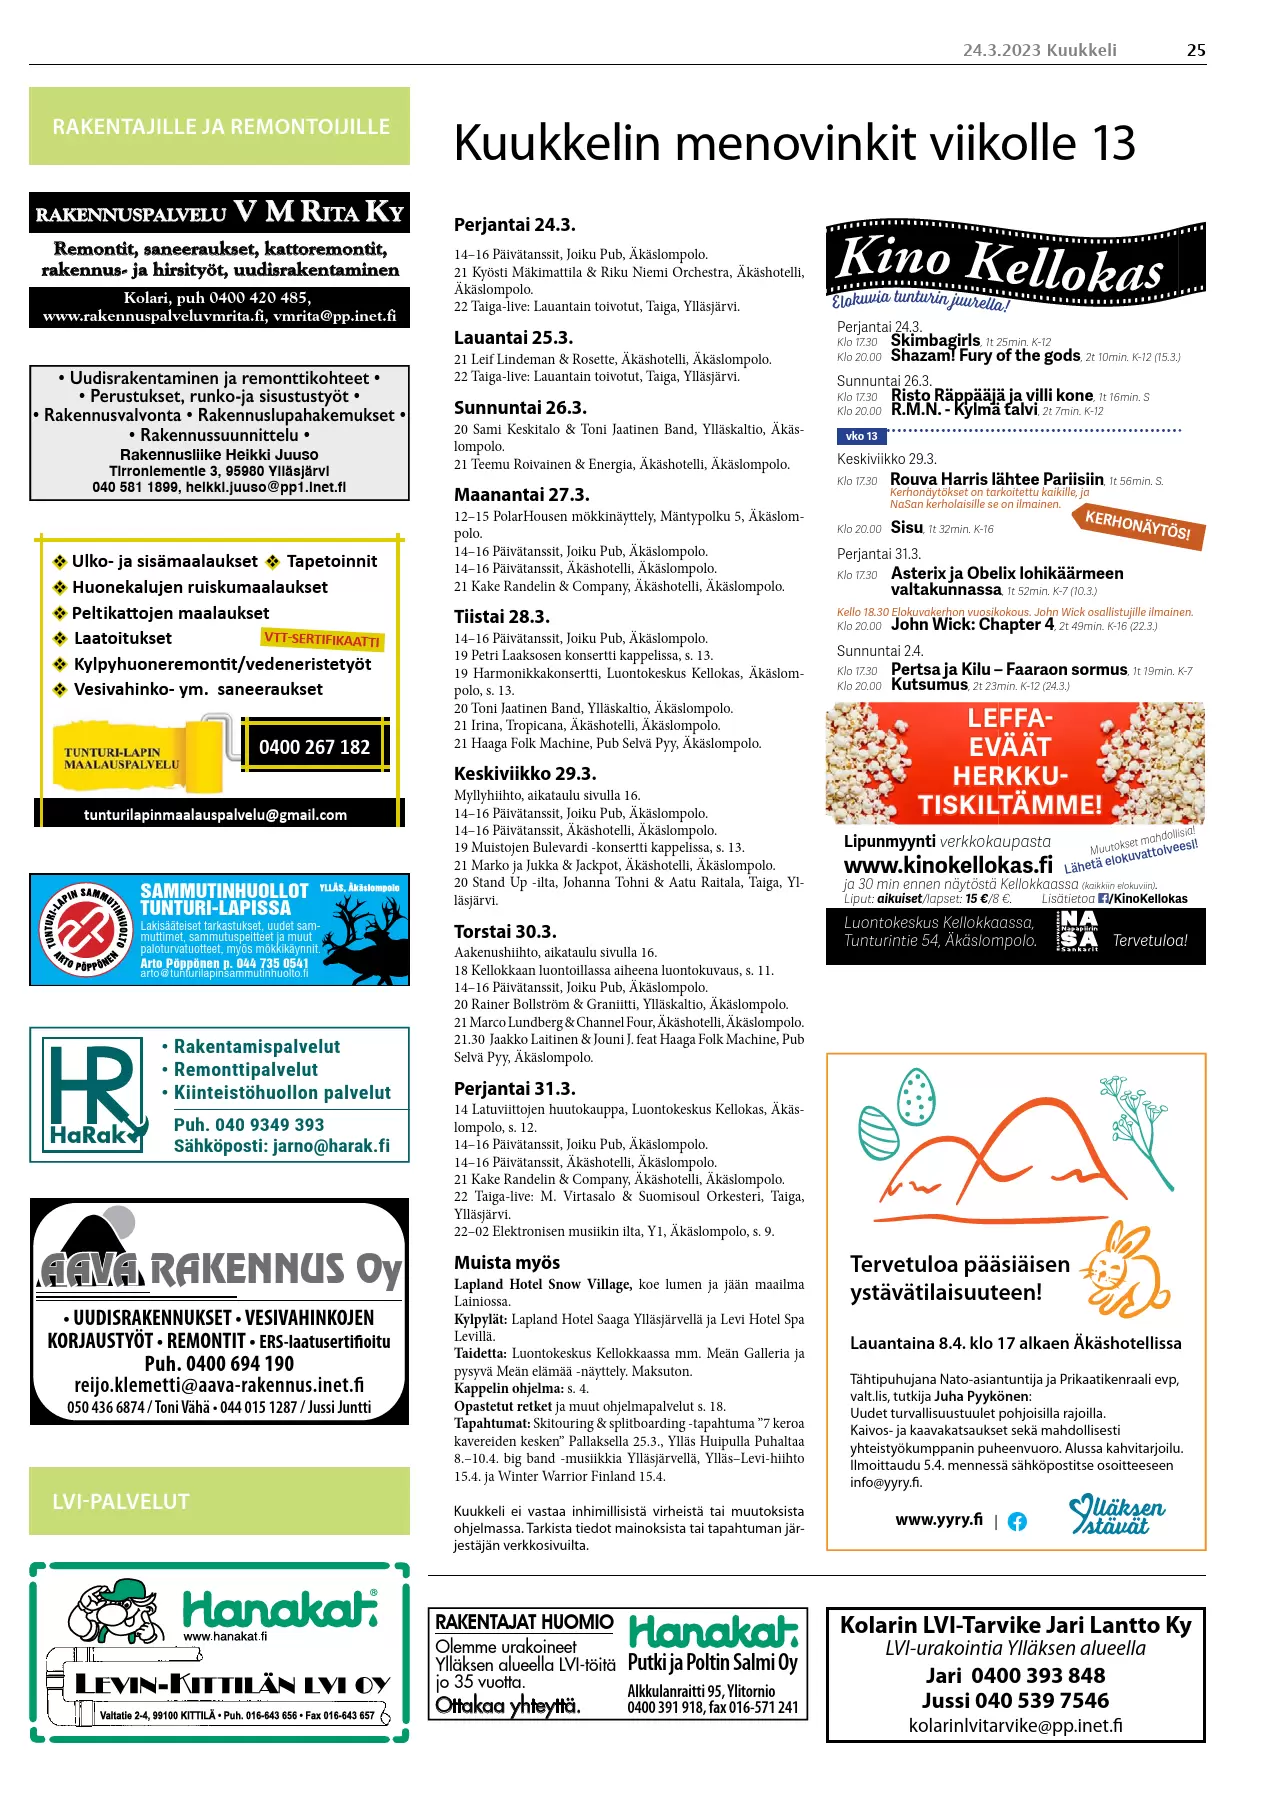 24.3.2023 Kuukkeli 25
RAKENTAJILLE JA REMONTOIJILLE
RAKENNUSPALVELU V M RITA KY
Remontit, saneeraukset, kattoremontit,
rakennus- ja hirsityöt, uudisrakentaminen
Kolari, puh 0400 420 485,
www.rakennuspalveluvmrita.fi, vmrita@pp.inet.fi
• Uudisrakentaminen ja remonttikohteet •
• Perustukset, runko-ja sisustustyöt •
• Rakennusvalvonta • Rakennuslupahakemukset •
• Rakennussuunnittelu •
Rakennusliike Heikki Juuso
Tirroniementie 3, 95980 Ylläsjärvi
040 581 1899, heikki.juuso@pp1.inet.fi
❖ Ulko- ja sisämaalaukset ❖ Tapetoinnit
❖ Huonekalujen ruiskumaalaukset
❖ Peltikattojen maalaukset
❖ Laatoitukset
VTT-SERTIFIKAATTI
❖ Kylpyhuoneremontit/vedeneristetyöt
❖ Vesivahinko- ym. saneeraukset
TUNTURI-LAPIN
MAALAUSPALVELU
0400 267 182
tunturilapinmaalauspalvelu@gmail.com
TUNTURI-LAPIN SAMMUTINHUOLTO
ARTO PÖPPÖNEN
SAMMUTINHUOLLOT
TUNTURI-LAPISSA
YLLÄS, Äkäslompolo
Lakisääteiset tarkastukset, uudet sam-
muttimet, sammutuspeitteet ja muut
paloturvatuotteet, myös mökkikäynnit.
Arto Pöppönen p. 044 735 0541
arto@tunturilapinsammutinhuolto.fi
HR
HaRak
• Rakentamispalvelut
• Remonttipalvelut
• Kiinteistöhuollon palvelut
Puh. 040 9349 393
Sähköposti: jarno@harak.fi
AAVA RAKENNUS Oy
• UUDISRAKENNUKSET • VESIVAHINKOJEN
KORJAUSTYÖT • REMONTIT • ERS-laatusertifioitu
Puh. 0400 694 190
reijo.klemetti@aava-rakennus.inet.fi
050 436 6874 / Toni Vähä • 044 015 1287 / Jussi Juntti
LVI-PALVELUT
Hanakat®
www.hanakat.fi
LEVIN-KITTILÄN LVI OY
Valtatie 2-4, 99100 KITTILÄ • Puh. 016-643 656 • Fax 016-643 657
Kuukkelin menovinkit viikolle 13
Perjantai 24.3.
14–16 Päivätanssit, Joiku Pub, Äkäslompolo.
21 Kyösti Mäkimattila & Riku Niemi Orchestra, Äkäshotelli,
Äkäslompolo.
22 Taiga-live: Lauantain toivotut, Taiga, Ylläsjärvi.
Lauantai 25.3.
21 Leif Lindeman & Rosette, Äkäshotelli, Äkäslompolo.
22 Taiga-live: Lauantain toivotut, Taiga, Ylläsjärvi.
Sunnuntai 26.3.
20 Sami Keskitalo & Toni Jaatinen Band, Ylläskaltio, Äkäs-
lompolo.
21 Teemu Roivainen & Energia, Äkäshotelli, Äkäslompolo.
Maanantai 27.3.
12–15 PolarHousen mökkinäyttely, Mäntypolku 5, Äkäslom-
polo.
14–16 Päivätanssit, Joiku Pub, Äkäslompolo.
14–16 Päivätanssit, Äkäshotelli, Äkäslompolo.
21 Kake Randelin & Company, Äkäshotelli, Äkäslompolo.
Tiistai 28.3.
14–16 Päivätanssit, Joiku Pub, Äkäslompolo.
19 Petri Laaksosen konsertti kappelissa, s. 13.
19 Harmonikkakonsertti, Luontokeskus Kellokas, Äkäslom-
polo, s. 13.
20 Toni Jaatinen Band, Ylläskaltio, Äkäslompolo.
21 Irina, Tropicana, Äkäshotelli, Äkäslompolo.
21 Haaga Folk Machine, Pub Selvä Pyy, Äkäslompolo.
Keskiviikko 29.3.
Myllyhiihto, aikataulu sivulla 16.
14–16 Päivätanssit, Joiku Pub, Äkäslompolo.
14–16 Päivätanssit, Äkäshotelli, Äkäslompolo.
19 Muistojen Bulevardi -konsertti kappelissa, s. 13.
21 Marko ja Jukka & Jackpot, Äkäshotelli, Äkäslompolo.
20 Stand Up -ilta, Johanna Tohni & Aatu Raitala, Taiga, Yl-
läsjärvi.
Torstai 30.3.
Aakenushiihto, aikataulu sivulla 16.
18 Kellokkaan luontoillassa aiheena luontokuvaus, s. 11.
14–16 Päivätanssit, Joiku Pub, Äkäslompolo.
20 Rainer Bollström & Graniitti, Ylläskaltio, Äkäslompolo.
21 Marco Lundberg & Channel Four, Äkäshotelli, Äkäslompolo.
21.30 Jaakko Laitinen & Jouni J. feat Haaga Folk Machine, Pub
Selvä Pyy, Äkäslompolo.
Perjantai 31.3.
14 Latuviittojen huutokauppa, Luontokeskus Kellokas, Äkäs-
lompolo, s. 12.
14–16 Päivätanssit, Joiku Pub, Äkäslompolo.
14–16 Päivätanssit, Äkäshotelli, Äkäslompolo.
21 Kake Randelin & Company, Äkäshotelli, Äkäslompolo.
22 Taiga-live: M. Virtasalo & Suomisoul Orkesteri, Taiga,
Ylläsjärvi.
22–02 Elektronisen musiikin ilta, Y1, Äkäslompolo, s. 9.
Muista myös
Lapland Hotel Snow Village, koe lumen ja jään maailma
Lainiossa.
Kylpylät: Lapland Hotel Saaga Ylläsjärvellä ja Levi Hotel Spa
Levillä.
Taidetta: Luontokeskus Kellokkaassa mm. Meän Galleria ja
pysyvä Meän elämää -näyttely. Maksuton.
Kappelin ohjelma: s. 4.
Opastetut retket ja muut ohjelmapalvelut s. 18.
Tapahtumat: Skitouring & splitboarding -tapahtuma ”7 keroa
kavereiden kesken” Pallaksella 25.3., Ylläs Huipulla Puhaltaa
8.–10.4. big band -musiikkia Ylläsjärvellä, Ylläs–Levi-hiihto
15.4. ja Winter Warrior Finland 15.4.
Kuukkeli ei vastaa inhimillisistä virheistä tai muutoksista
ohjelmassa. Tarkista tiedot mainoksista tai tapahtuman jär-
jestäjän verkkosivuilta.
Kino Kellokas
Elokuvia tunturin juurella!
Perjantai 24.3.
Klo 17.30 Skimbagirls, 1t 25min. K-12
Klo 20.00 Shazam! Fury of the gods, 2t 10min. K-12 (15.3.)
Sunnuntai 26.3.
Klo 17.30 Risto Räppääjä ja villi kone, 1t 16min. S
Klo 20.00 R.M.N. - Kylmä talvi, 2t 7min. K-12
vko 13
Keskiviikko 29.3.
Klo 17.30 Rouva Harris lähtee Pariisiin, 1t 56min. S.
Kerhonäytökset on tarkoitettu kaikille, ja
NaSan kerholaisille se on ilmainen.
KERHONÄYTÖS!
Klo 20.00 Sisu, 1t 32min. K-16
Perjantai 31.3.
Klo 17.30 Asterix ja Obelix lohikäärmeen
valtakunnassa, 1t 52min. K-7 (10.3.)
Kello 18.30 Elokuvakerhon vuosikokous. John Wick osallistujille ilmainen.
Klo 20.00 John Wick: Chapter 4, 2t 49min. K-16 (22.3.)
Sunnuntai 2.4.
Klo 17.30 Pertsa ja Kilu – Faaraon sormus, 1t 19min. K-7
Klo 20.00 Kutsumus, 2t 23min. K-12 (24.3.)
LEFFA-
EVÄÄT
HERKKU-
TISKILTÄMME!
Lipunmyynti verkkokaupasta
Muutokset mahdollisia!
Lähetä elokuvattoiveesi!
www.kinokellokas.fi
ja 30 min ennen näytöstä Kellokkaassa (kaikkiin elokuviin).
Liput: aikuiset/lapset: 15 €/8 €. Lisätietoa f/KinoKellokas
Luontokeskus Kellokkaassa,
Tunturintie 54, Äkäslompolo.
NA
Napapiirin
SA
Sankarit
Tervetuloa!
Tervetuloa pääsiäisen
ystävätilaisuuteen!
Lauantaina 8.4. klo 17 alkaen Äkäshotellissa
Tähtipuhujana Nato-asiantuntija ja Prikaatikenraali evp,
valt.lis, tutkija Juha Pyykönen:
Uudet turvallisuustuulet pohjoisilla rajoilla.
Kaivos- ja kaavakatsaukset sekä mahdollisesti
yhteistyökumppanin puheenvuoro. Alussa kahvitarjoilu.
Ilmoittaudu 5.4. mennessä sähköpostitse osoitteeseen
info@yyry.fi.
www.yyry.fi |
Ylläksen
ystävät
RAKENTAJAT HUOMIO
Olemme urakoineet
Ylläksen alueella LVI-töitä
jo 35 vuotta.
Ottakaa yhteyttä.
Hanakat.
Putki ja Poltin Salmi Oy
Alkkulanraitti 95, Ylitornio
0400 391 918, fax 016-571 241
Kolarin LVI-Tarvike Jari Lantto Ky
LVI-urakointia Ylläksen alueella
Jari 0400 393 848
Jussi 040 539 7546
kolarinlvitarvike@pp.inet.fi